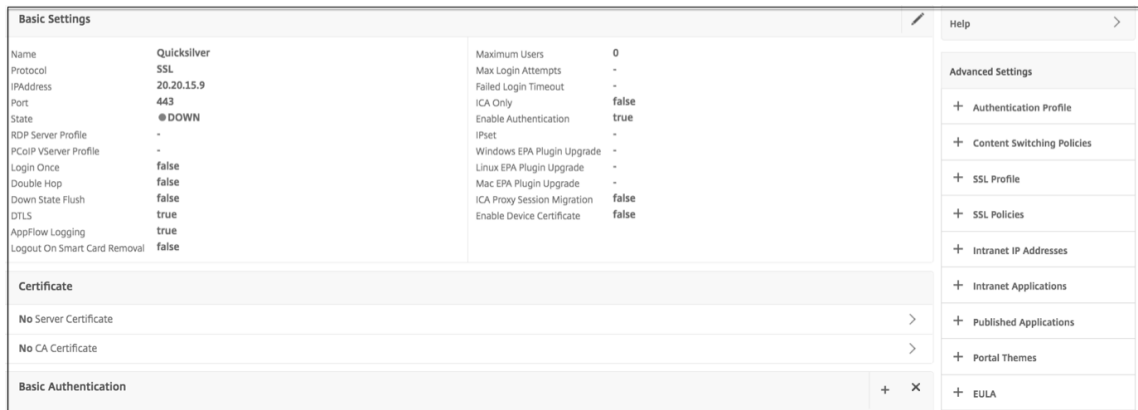 Basic Settings
Name Quicksilver
Protocol SSL
IPAddress 20.20.15.9
Port 443
State DOWN
RDP Server Profile -
PCoIP VServer Profile -
Login Once false
Double Hop false
Down State Flush false
DTLS true
AppFlow Logging true
Logout On Smart Card Removal false
Maximum Users 0
Max Login Attempts -
Failed Login Timeout -
ICA Only false
Enable Authentication true
IPset -
Windows EPA Plugin Upgrade -
Linux EPA Plugin Upgrade -
Mac EPA Plugin Upgrade -
ICA Proxy Session Migration false
Enable Device Certificate false
Certificate
No Server Certificate
No CA Certificate
Basic Authentication
Help
Advanced Settings
+ Authentication Profile
+ Content Switching Policies
+ SSL Profile
+ SSL Policies
+ Intranet IP Addresses
+ Intranet Applications
+ Published Applications
+ Portal Themes
+ EULA